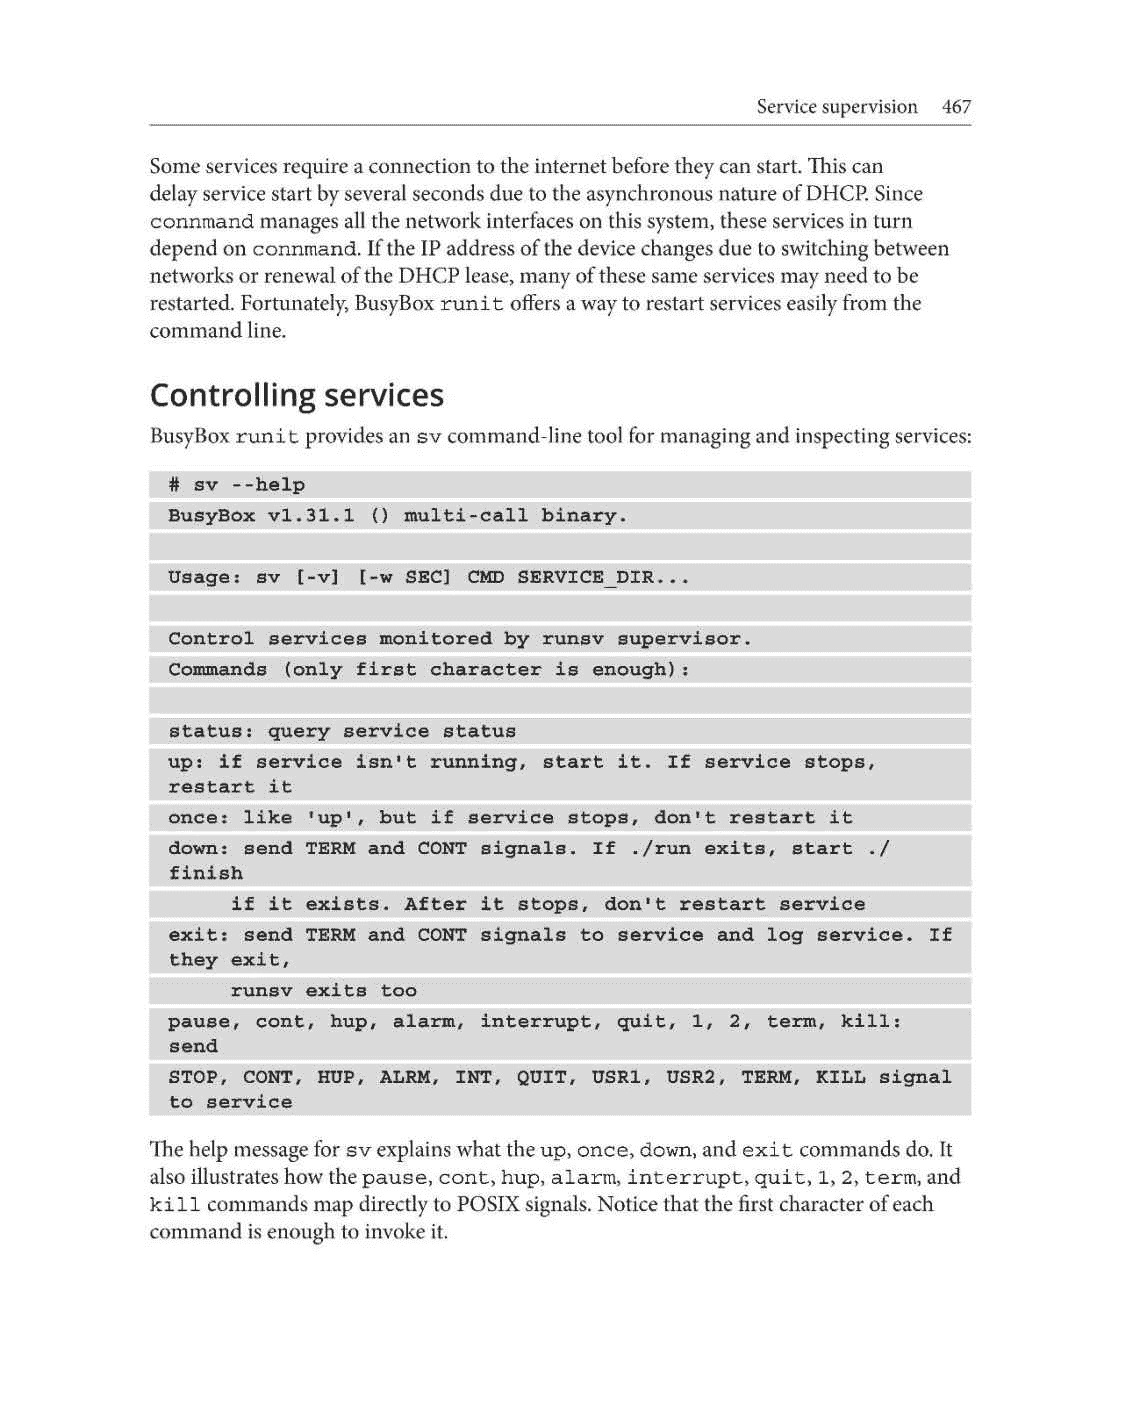 Service supervision 467
Some services require a connection to the internet before they can start. This can
delay service start by several seconds due to the asynchronous nature of DHCP. Since
connmand manages all the network interfaces on this system, these services in turn
depend on connmand. If the IP address of the device changes due to switching between
networks or renewal of the DHCP lease, many of these same services may need to be
restarted. Fortunately, BusyBox runit offers a way to restart services easily from the
command line.
Controlling services
BusyBox runit provides an sv command-line tool for managing and inspecting services:
# sv --help
BusyBox v1.31.1 () multi-call binary.
Usage: sv [-v] [-w SEC] CMD SERVICE_DIR...
Control services monitored by runsv supervisor.
Commands (only first character is enough):
status: query service status
up: if service isn't running, start it. If service stops,
restart it
once: like 'up', but if service stops, don't restart it
down: send TERM and CONT signals. If ./run exits, start ./
finish
if it exists. After it stops, don't restart service
exit: send TERM and CONT signals to service and log service. If
they exit,
runsv exits too
pause, cont, hup, alarm, interrupt, quit, 1, 2, term, kill:
send
STOP, CONT, HUP, ALRM, INT, QUIT, USR1, USR2, TERM, KILL signal
to service
The help message for sv explains what the up, once, down, and exit commands do. It
also illustrates how the pause, cont, hup, alarm, interrupt, quit, 1, 2, term, and
kill commands map directly to POSIX signals. Notice that the first character of each
command is enough to invoke it.